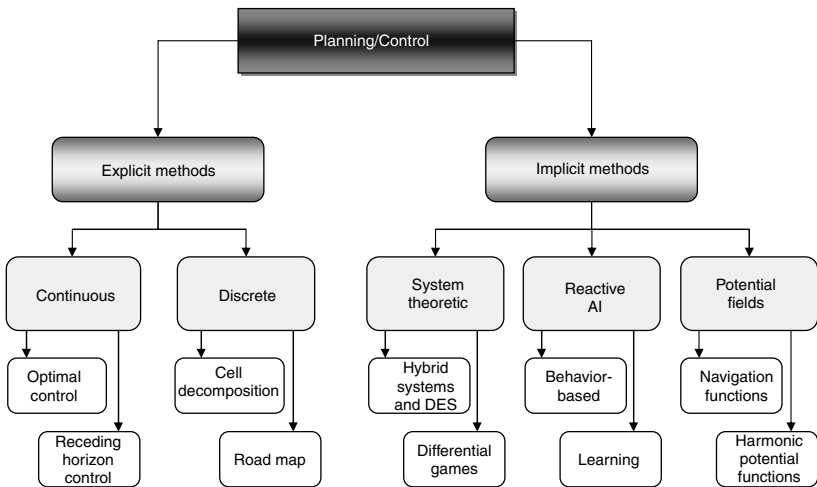 Planning/Control
Explicit methods
Implicit methods
Continuous
Discrete
System
theoretic
Reactive
AI
Potential
fields
Optimal
control
Cell
decomposition
Hybrid
systems
and DES
Behavior-
based
Navigation
functions
Receding
horizon
control
Road map
Differential
games
Learning
Harmonic
potential
functions